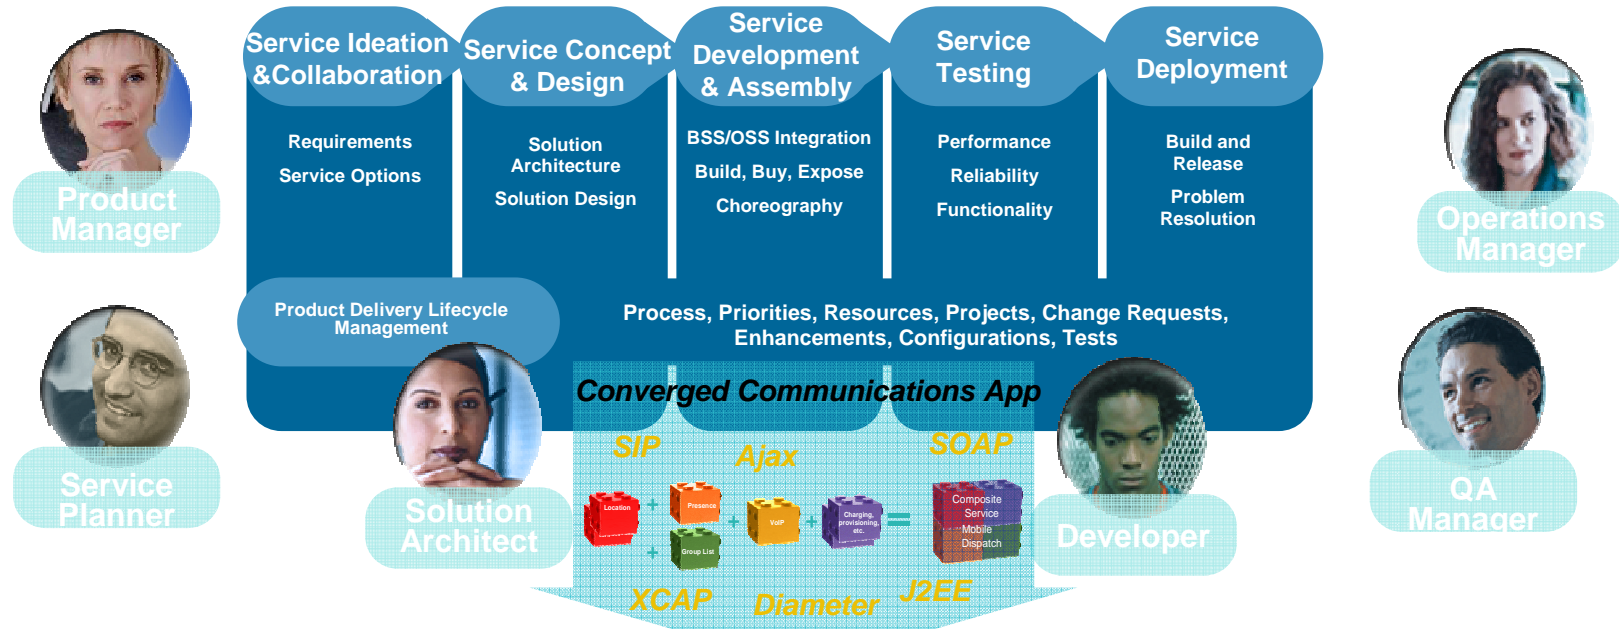 Service Ideation
&Collaboration
Service Concept
& Design
Service
Development
& Assembly
Service
Testing
Service
Deployment
Requirements
Service Options
Solution
Architecture
Solution Design
BSS/OSS Integration
Build, Buy, Expose
Choreography
Performance
Reliability
Functionality
Build and
Release
Problem
Resolution
Product
Manager
Operations
Manager
Product Delivery Lifecycle
Management
Process, Priorities, Resources, Projects, Change Requests,
Enhancements, Configurations, Tests
Converged Communications App
SIP
Ajax
SOAP
Service
Planner
Solution
Architect
Location
+
Presence
+
Group List
+
VoIP
+
Charging,
provisioning,
etc.
=
Composite
Service
Mobile
Dispatch
Developer
QA
Manager
XCAP
Diameter
J2EE